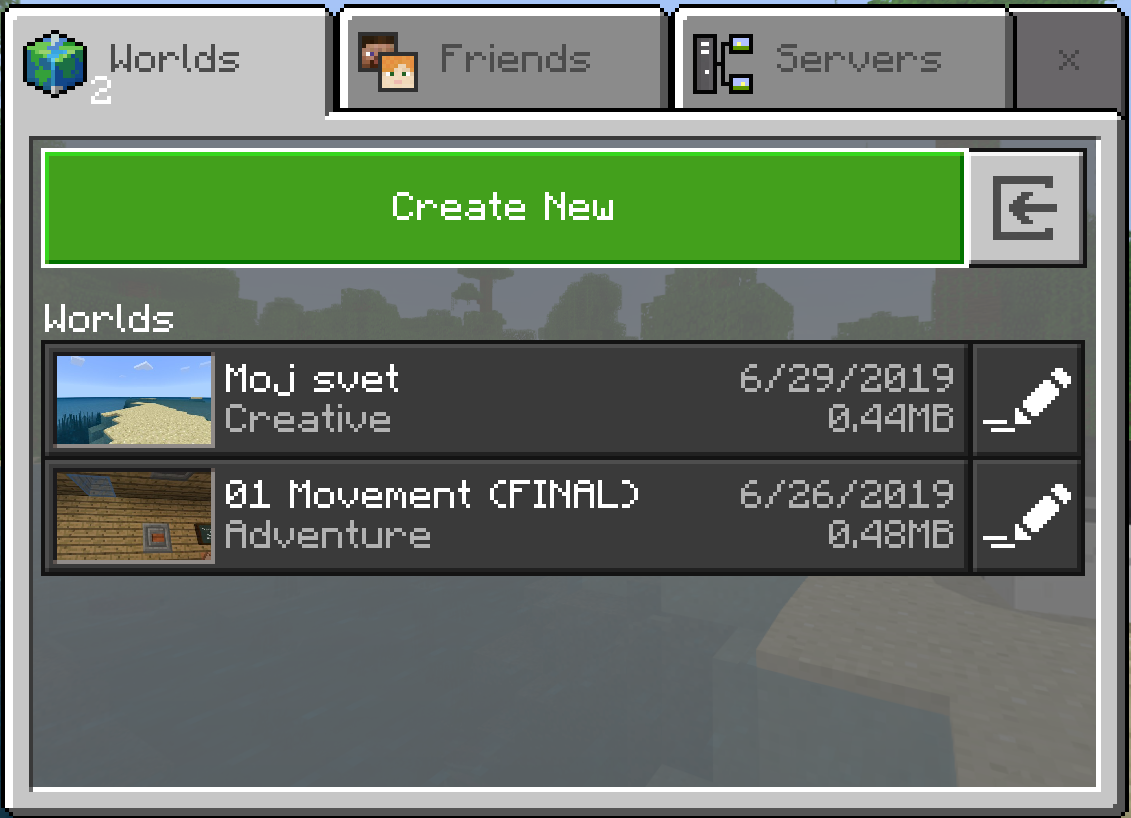 Worlds
2
Friends
Servers
x
Create New
Worlds
Moj svet
6/29/2019
Creative
0.44MB
01 Movement (FINAL)
6/26/2019
Adventure
0.48MB